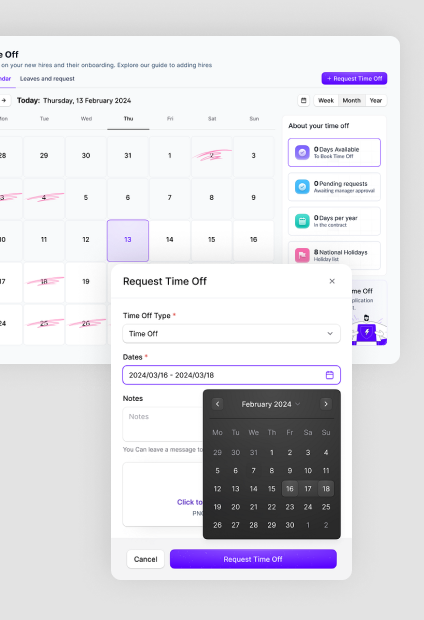 e Off
on your new hires and their onboarding. Explore our guide to adding hires
ndar Leaves and request
+ Request Time Off
Today: Thursday, 13 February 2024
Week Month Year
Mon Tue Wed Thu Fri Sat Sun
28 29 30 31 1 2 3
3 4 5 6 7 8 9
10 11 12 13 14 15 16
17 18 19
24 25 26
About your time off
0 Days Available
To Book Time Off
0 Pending requests
Awaiting manager approval
0 Days per year
In the contract
8 National Holidays
Holiday list
me Off
plication
t.
Request Time Off
Time Off Type *
Time Off
Dates *
2024/03/16 - 2024/03/18
Notes
Notes
You Can leave a message to
Click to
PN
February 2024
Mo Tu We Th Fr Sa Su
29 30 31 1 2 3 4
5 6 7 8 9 10 11
12 13 14 15 16 17 18
19 20 21 22 23 24 25
26 27 28 29 30 1 2
Cancel
Request Time Off